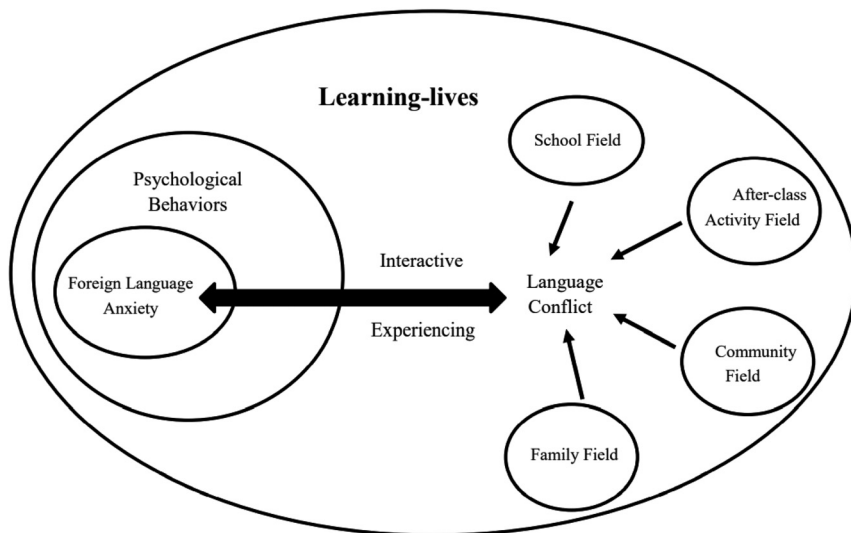 Learning-lives
School Field
Psychological
Behaviors
After-class
Activity Field
Foreign Language
Anxiety
Interactive
Experiencing
Language
Conflict
Community
Field
Family Field